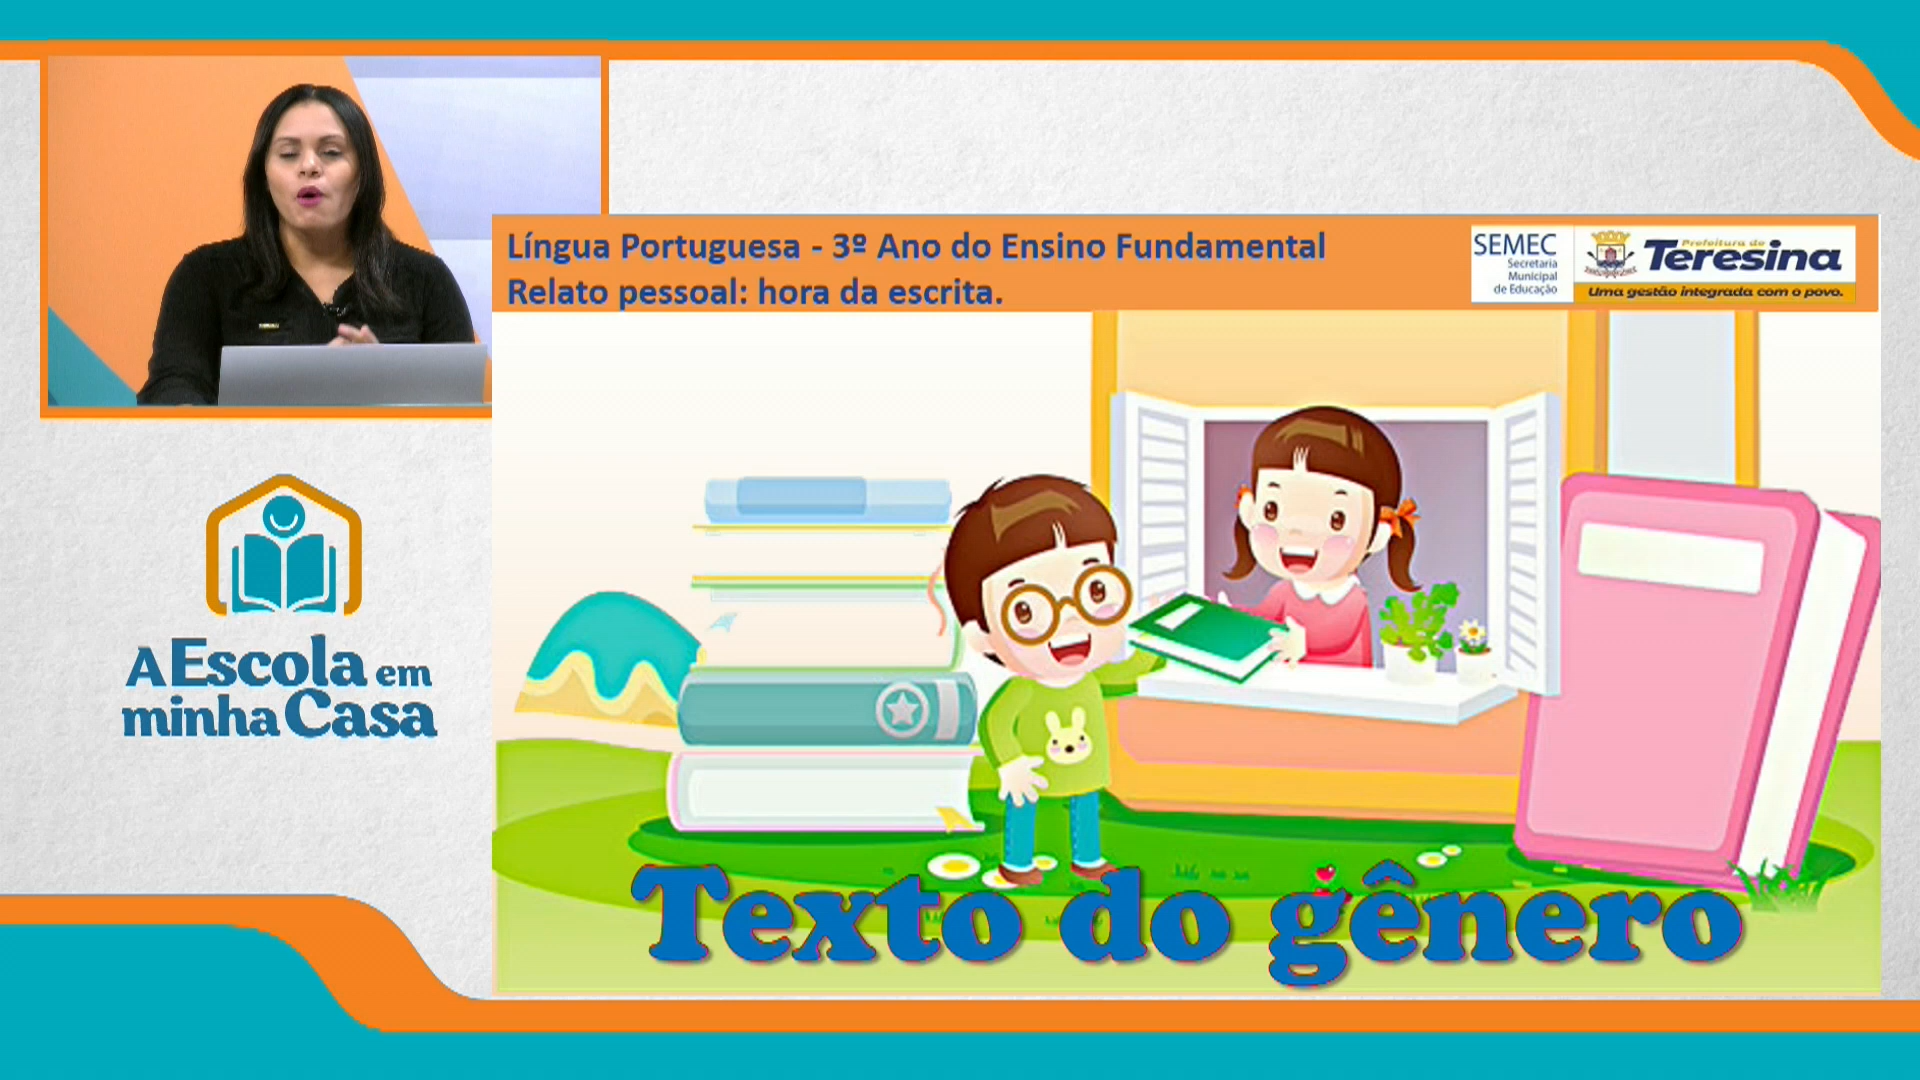 Língua Portuguesa - 3º Ano do Ensino Fundamental
Relato pessoal: hora da escrita.
SEMEC
Secretaria
Municipal
de Educação
Prefeitura de
Teresina
Uma gestão integrada com o povo.
A Escola em
minha Casa
Texto do gênero